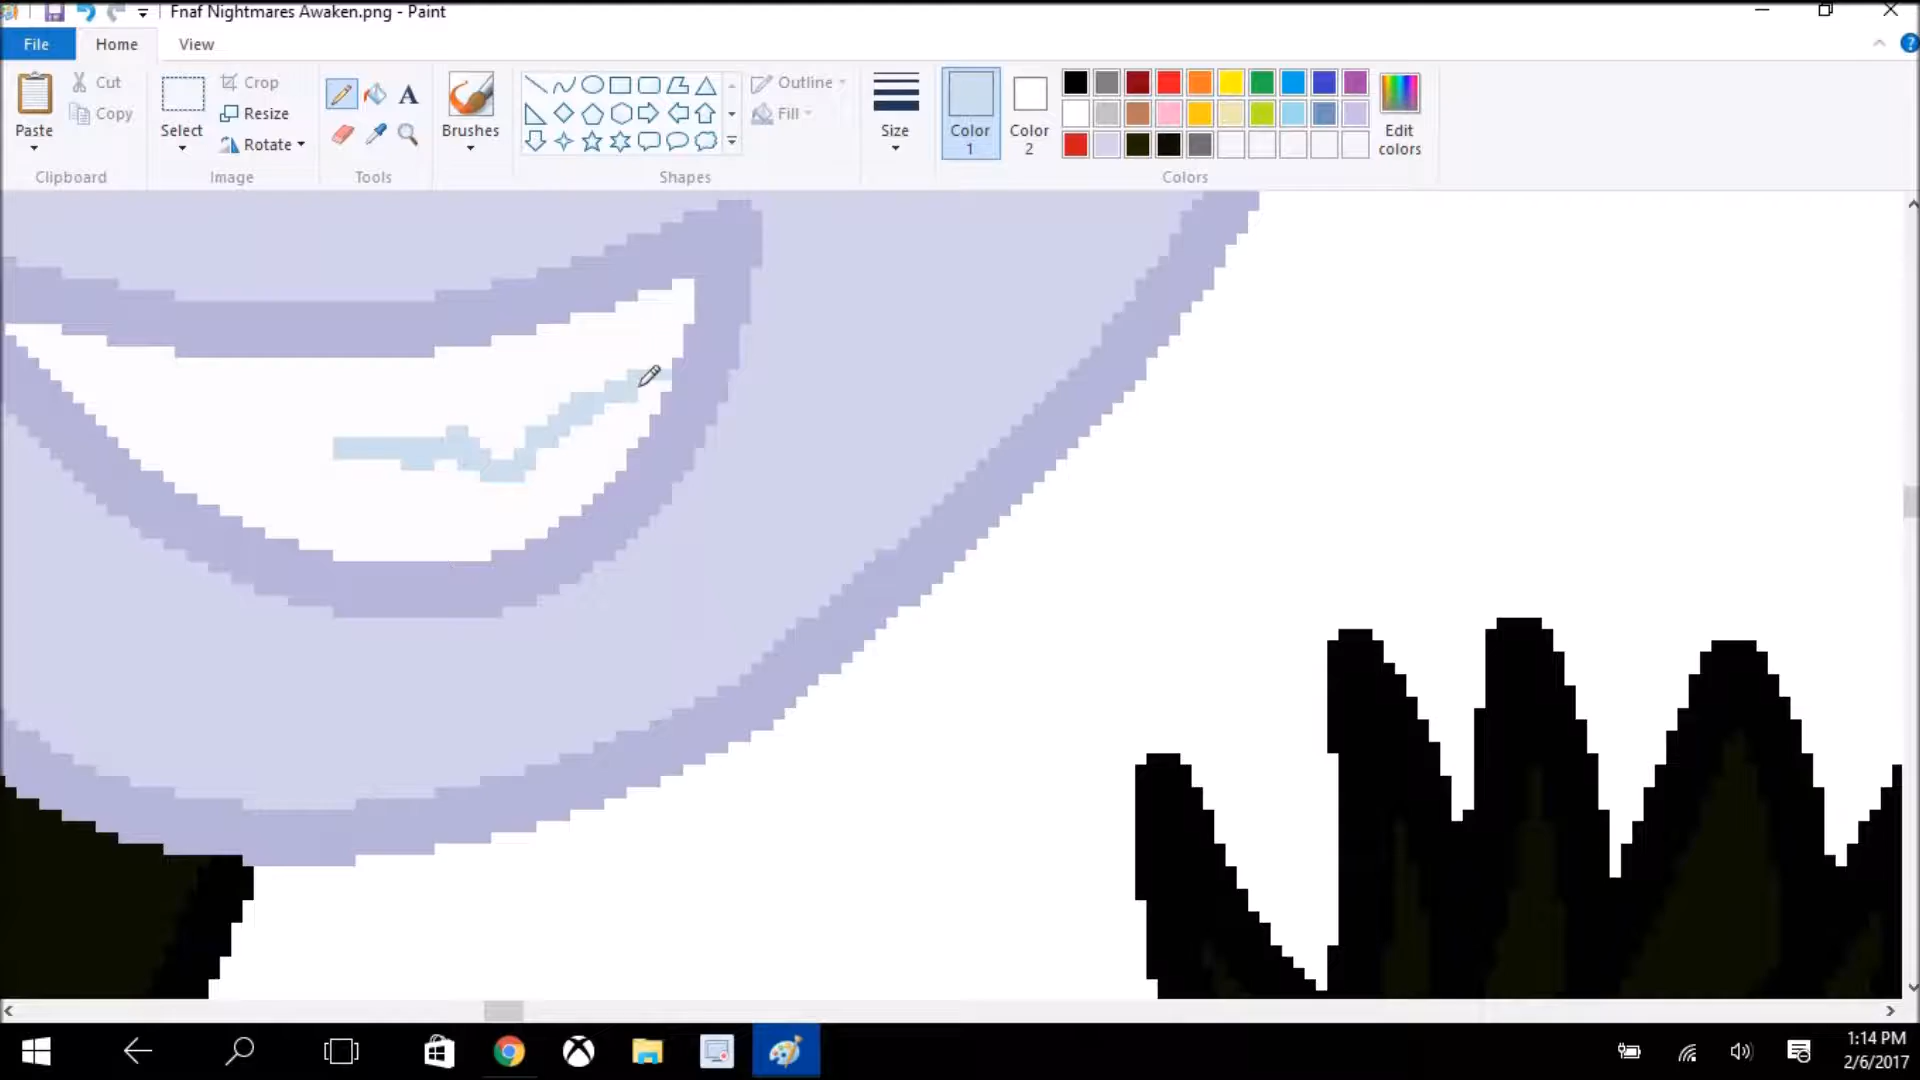 Fnaf Nightmares Awaken.png - Paint
File Home View
Paste
Cut
Copy
Clipboard
Select
Crop
Resize
Rotate
Image
A
Tools
Brushes
Outline
Fill
Shapes
Size
Color
1
Color
2
Edit
colors
Colors
1:14 PM
2/6/2017